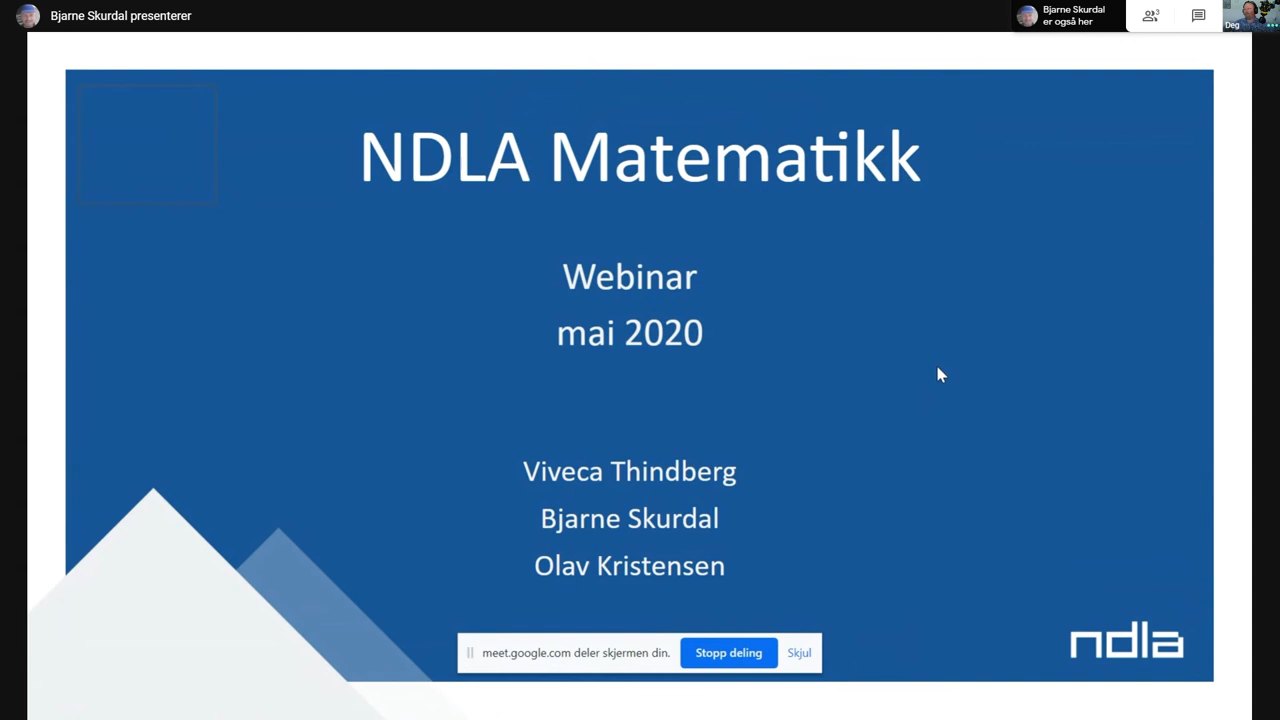 Bjarne Skurdal presenterer
Bjarne Skurdal
er også her
3
Deg
NDLA Matematikk
Webinar
mai 2020
Viveca Thindberg
Bjarne Skurdal
Olav Kristensen
meet.google.com deler skjermen din.
Stopp deling
Skjul
ndla